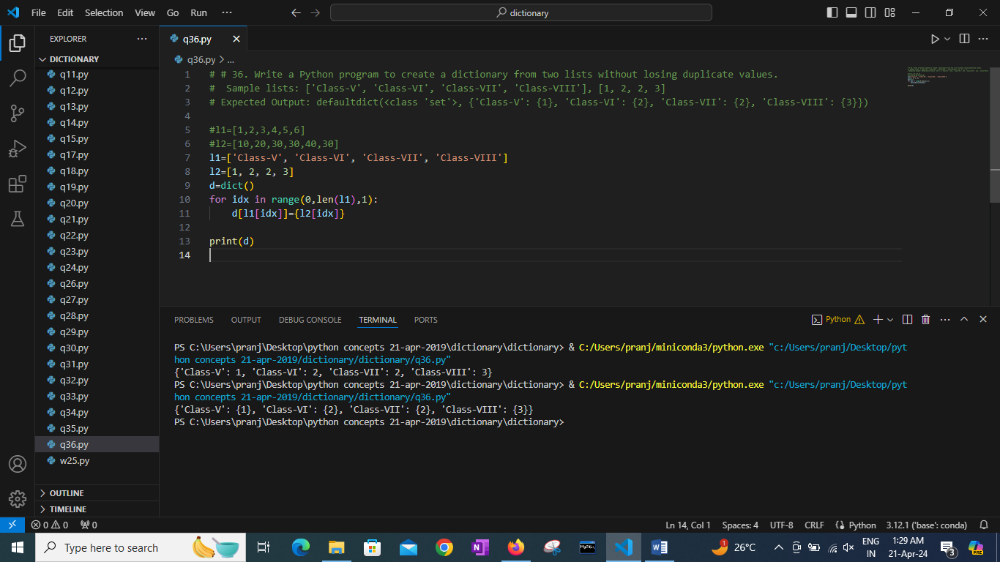 File Edit Selection View Go Run ···
dictionary
EXPLORER ···
DICTIONARY
q11.py
q12.py
q13.py
q14.py
q15.py
q17.py
q18.py
q19.py
q20.py
q21.py
q22.py
q23.py
q24.py
q26.py
q27.py
q28.py
q29.py
q30.py
q31.py
q32.py
q33.py
q34.py
q35.py
q36.py
w25.py
OUTLINE
TIMELINE
q36.py
q36.py > ...
1 # # 36. Write a Python program to create a dictionary from two lists without losing duplicate values.
2 #  Sample lists: ['Class-V', 'Class-VI', 'Class-VII', 'Class-VIII'], [1, 2, 2, 3]
3 # Expected Output: defaultdict(<class 'set'>, {'Class-V': {1}, 'Class-VI': {2}, 'Class-VII': {2}, 'Class-VIII': {3}})
4
5 #l1=[1,2,3,4,5,6]
6 #l2=[10,20,30,30,40,30]
7 l1=['Class-V', 'Class-VI', 'Class-VII', 'Class-VIII']
8 l2=[1, 2, 2, 3]
9 d=dict()
10 for idx in range(0,len(l1),1):
11     d[l1[idx]]={l2[idx]}
12
13 print(d)
14
PROBLEMS OUTPUT DEBUG CONSOLE TERMINAL PORTS
Python
PS C:\Users\pranj\Desktop\python concepts 21-apr-2019\dictionary\dictionary> & C:/Users/pranj/miniconda3/python.exe "c:/Users/pranj/Desktop/pyt
hon concepts 21-apr-2019/dictionary/dictionary/q36.py"
{'Class-V': 1, 'Class-VI': 2, 'Class-VII': 2, 'Class-VIII': 3}
PS C:\Users\pranj\Desktop\python concepts 21-apr-2019\dictionary\dictionary> & C:/Users/pranj/miniconda3/python.exe "c:/Users/pranj/Desktop/pyt
hon concepts 21-apr-2019/dictionary/dictionary/q36.py"
{'Class-V': {1}, 'Class-VI': {2}, 'Class-VII': {2}, 'Class-VIII': {3}}
PS C:\Users\pranj\Desktop\python concepts 21-apr-2019\dictionary\dictionary>
0 0 0
Ln 14, Col 1 Spaces: 4 UTF-8 CRLF Python 3.12.1 ('base': conda)
Type here to search
1
26°C
ENG
IN
1:29 AM
21-Apr-24
3
PRE